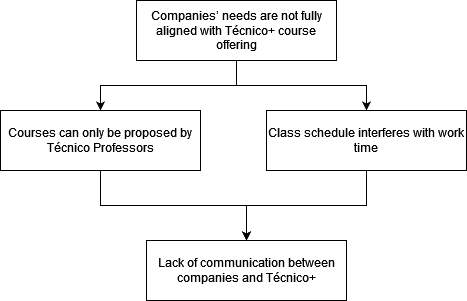 Companies' needs are not fully
aligned with Técnico+ course
offering
Courses can only be proposed by
Técnico Professors
Class schedule interferes with work
time
Lack of communication between
companies and Técnico+